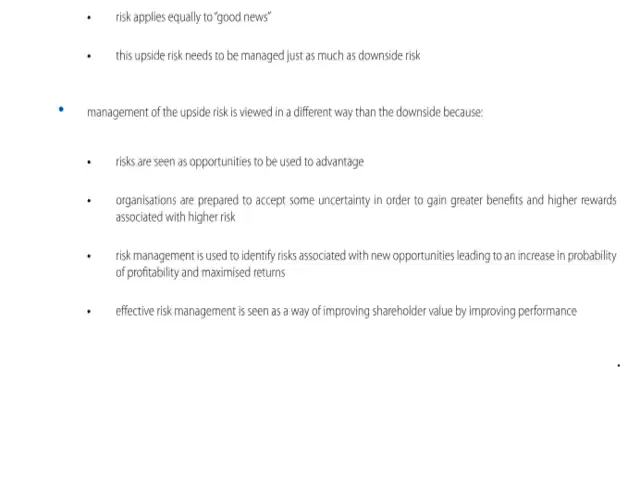 • risk applies equally to “good news”
• this upside risk needs to be managed just as much as downside risk
• management of the upside risk is viewed in a different way than the downside because:
• risks are seen as opportunities to be used to advantage
• organisations are prepared to accept some uncertainty in order to gain greater benefits and higher rewards
associated with higher risk
• risk management is used to identify risks associated with new opportunities leading to an increase in probability
of profitability and maximised returns
• effective risk management is seen as a way of improving shareholder value by improving performance
.